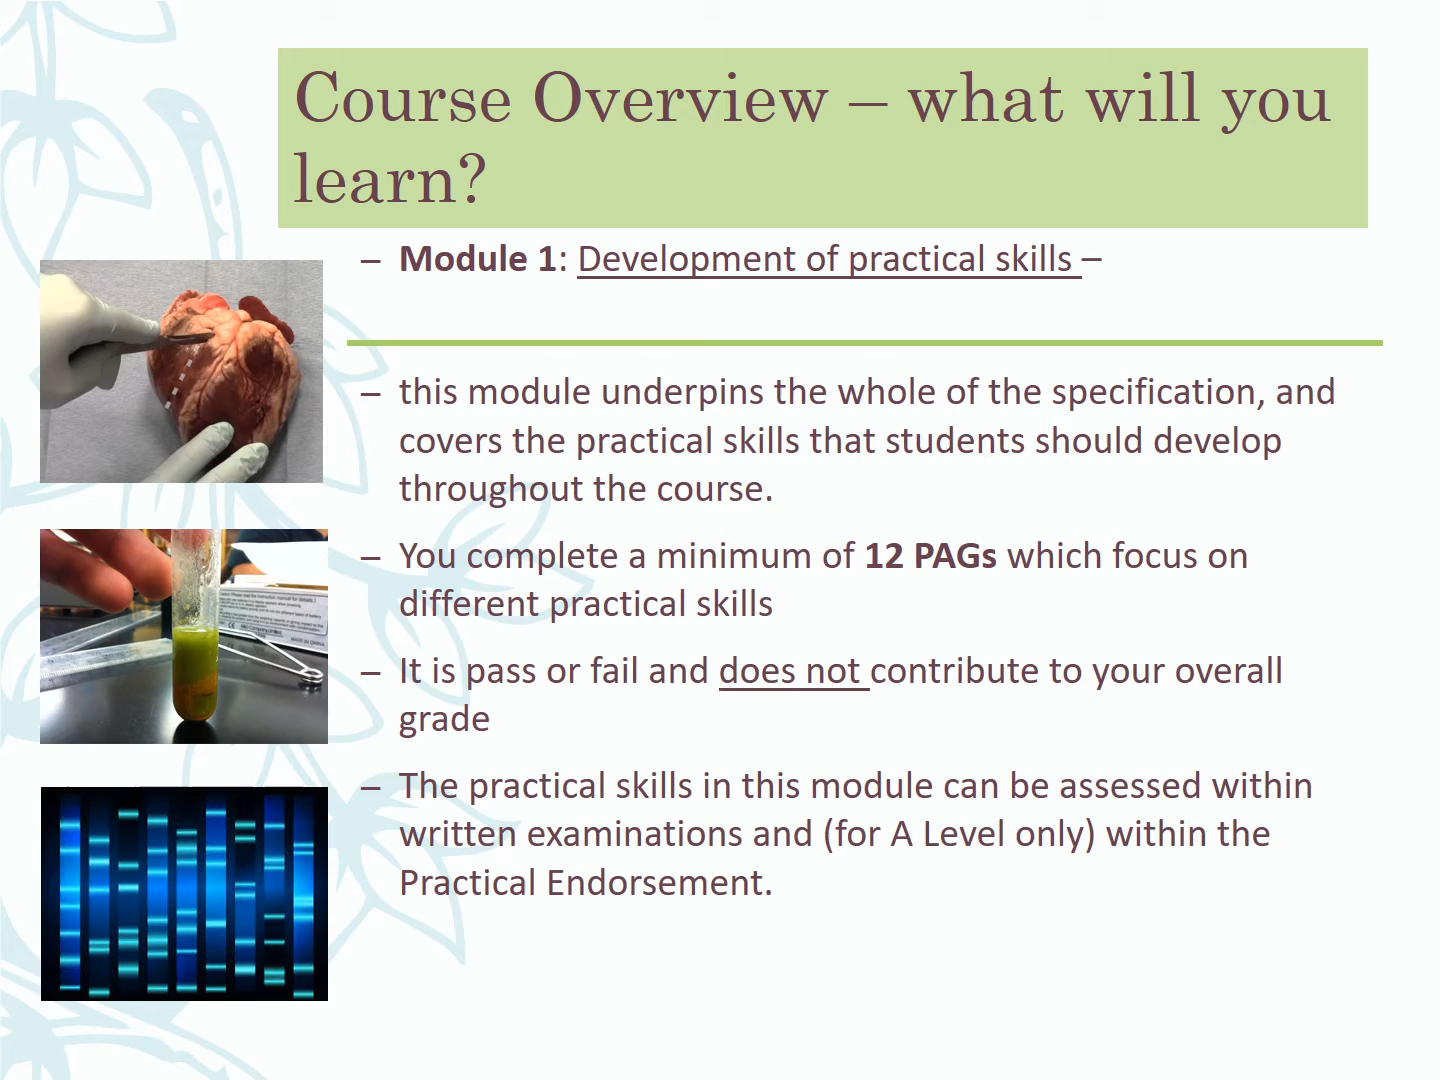 Course Overview – what will you
learn?
– Module 1: Development of practical skills –
– this module underpins the whole of the specification, and
covers the practical skills that students should develop
throughout the course.
– You complete a minimum of 12 PAGs which focus on
different practical skills
– It is pass or fail and does not contribute to your overall
grade
– The practical skills in this module can be assessed within
written examinations and (for A Level only) within the
Practical Endorsement.
MADE IN CHINA